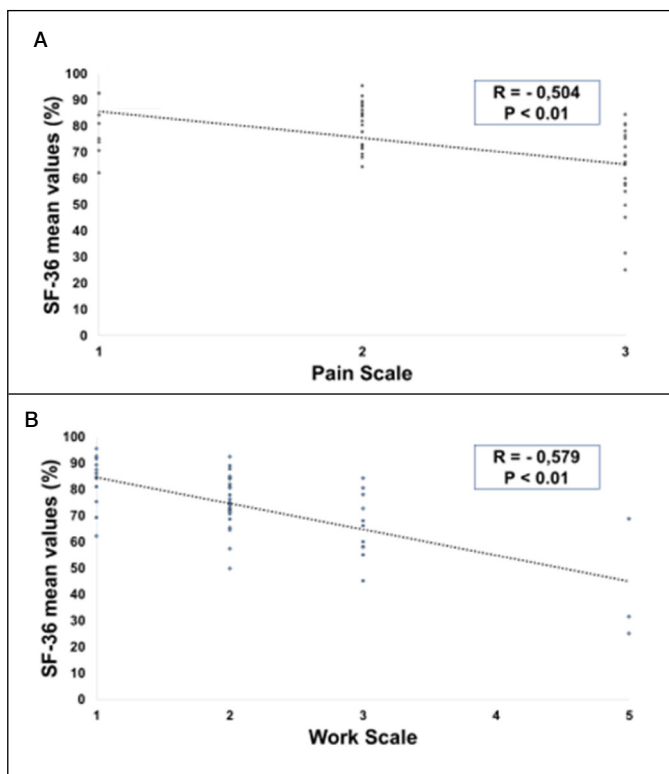 A
SF-36 mean values (%)
100
90
80
70
60
50
40
30
20
10
0
R = - 0,504
P < 0.01
1 2 3
Pain Scale
B
SF-36 mean values (%)
100
90
80
70
60
50
40
30
20
10
0
R = - 0,579
P < 0.01
1 2 3 4 5
Work Scale